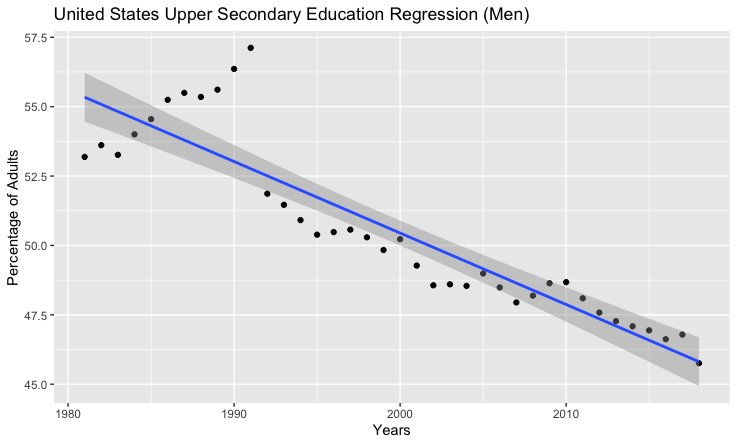 United States Upper Secondary Education Regression (Men)
57.5
55.0
52.5
50.0
47.5
45.0
Percentage of Adults
1980 1990 2000 2010
Years